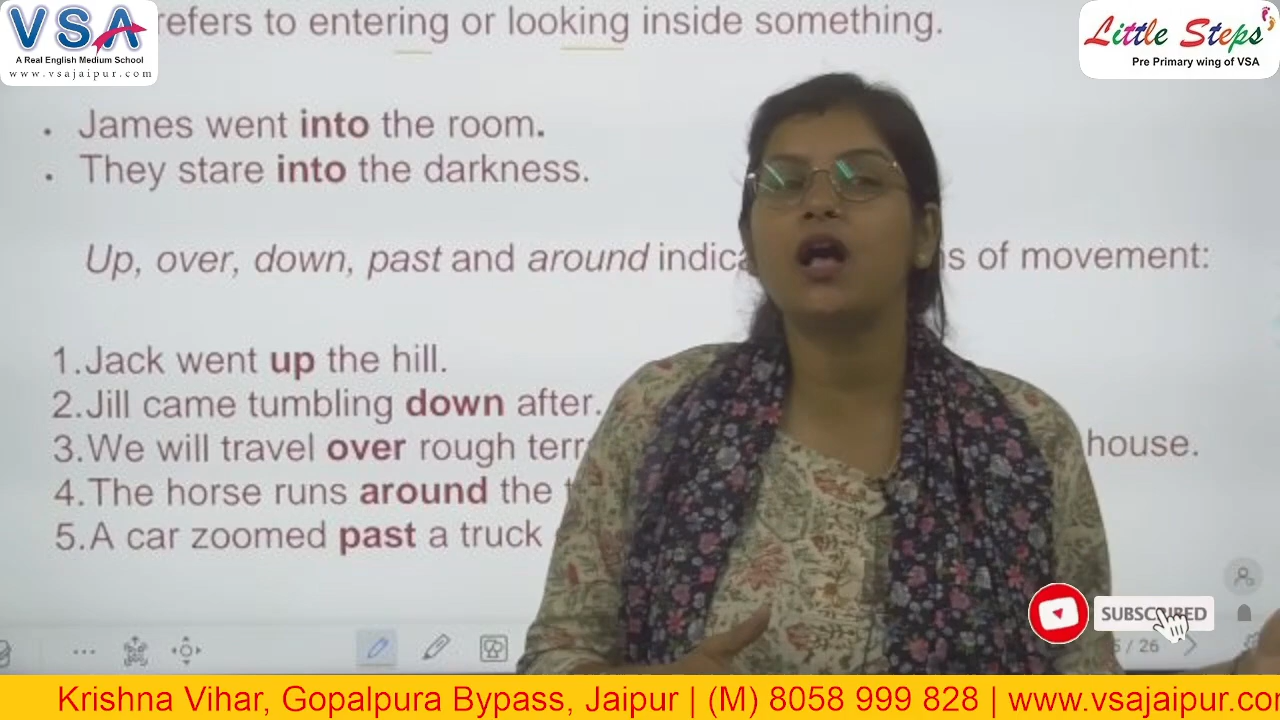 VSA
A Real English Medium School
www.vsajaipur.com
Little Steps
Pre Primary wing of VSA
refers to entering or looking inside something.
James went into the room.
They stare into the darkness.
Up, over, down, past and around of movement:
1.Jack went up the hill.
2.Jill came tumbling down after.
3.We will travel over rough house.
4.The horse runs around the
5.A car zoomed past a truck
SUBSCRIBED
/ 26
Krishna Vihar, Gopalpura Bypass, Jaipur | (M) 8058 999 828 | www.vsajaipur.co